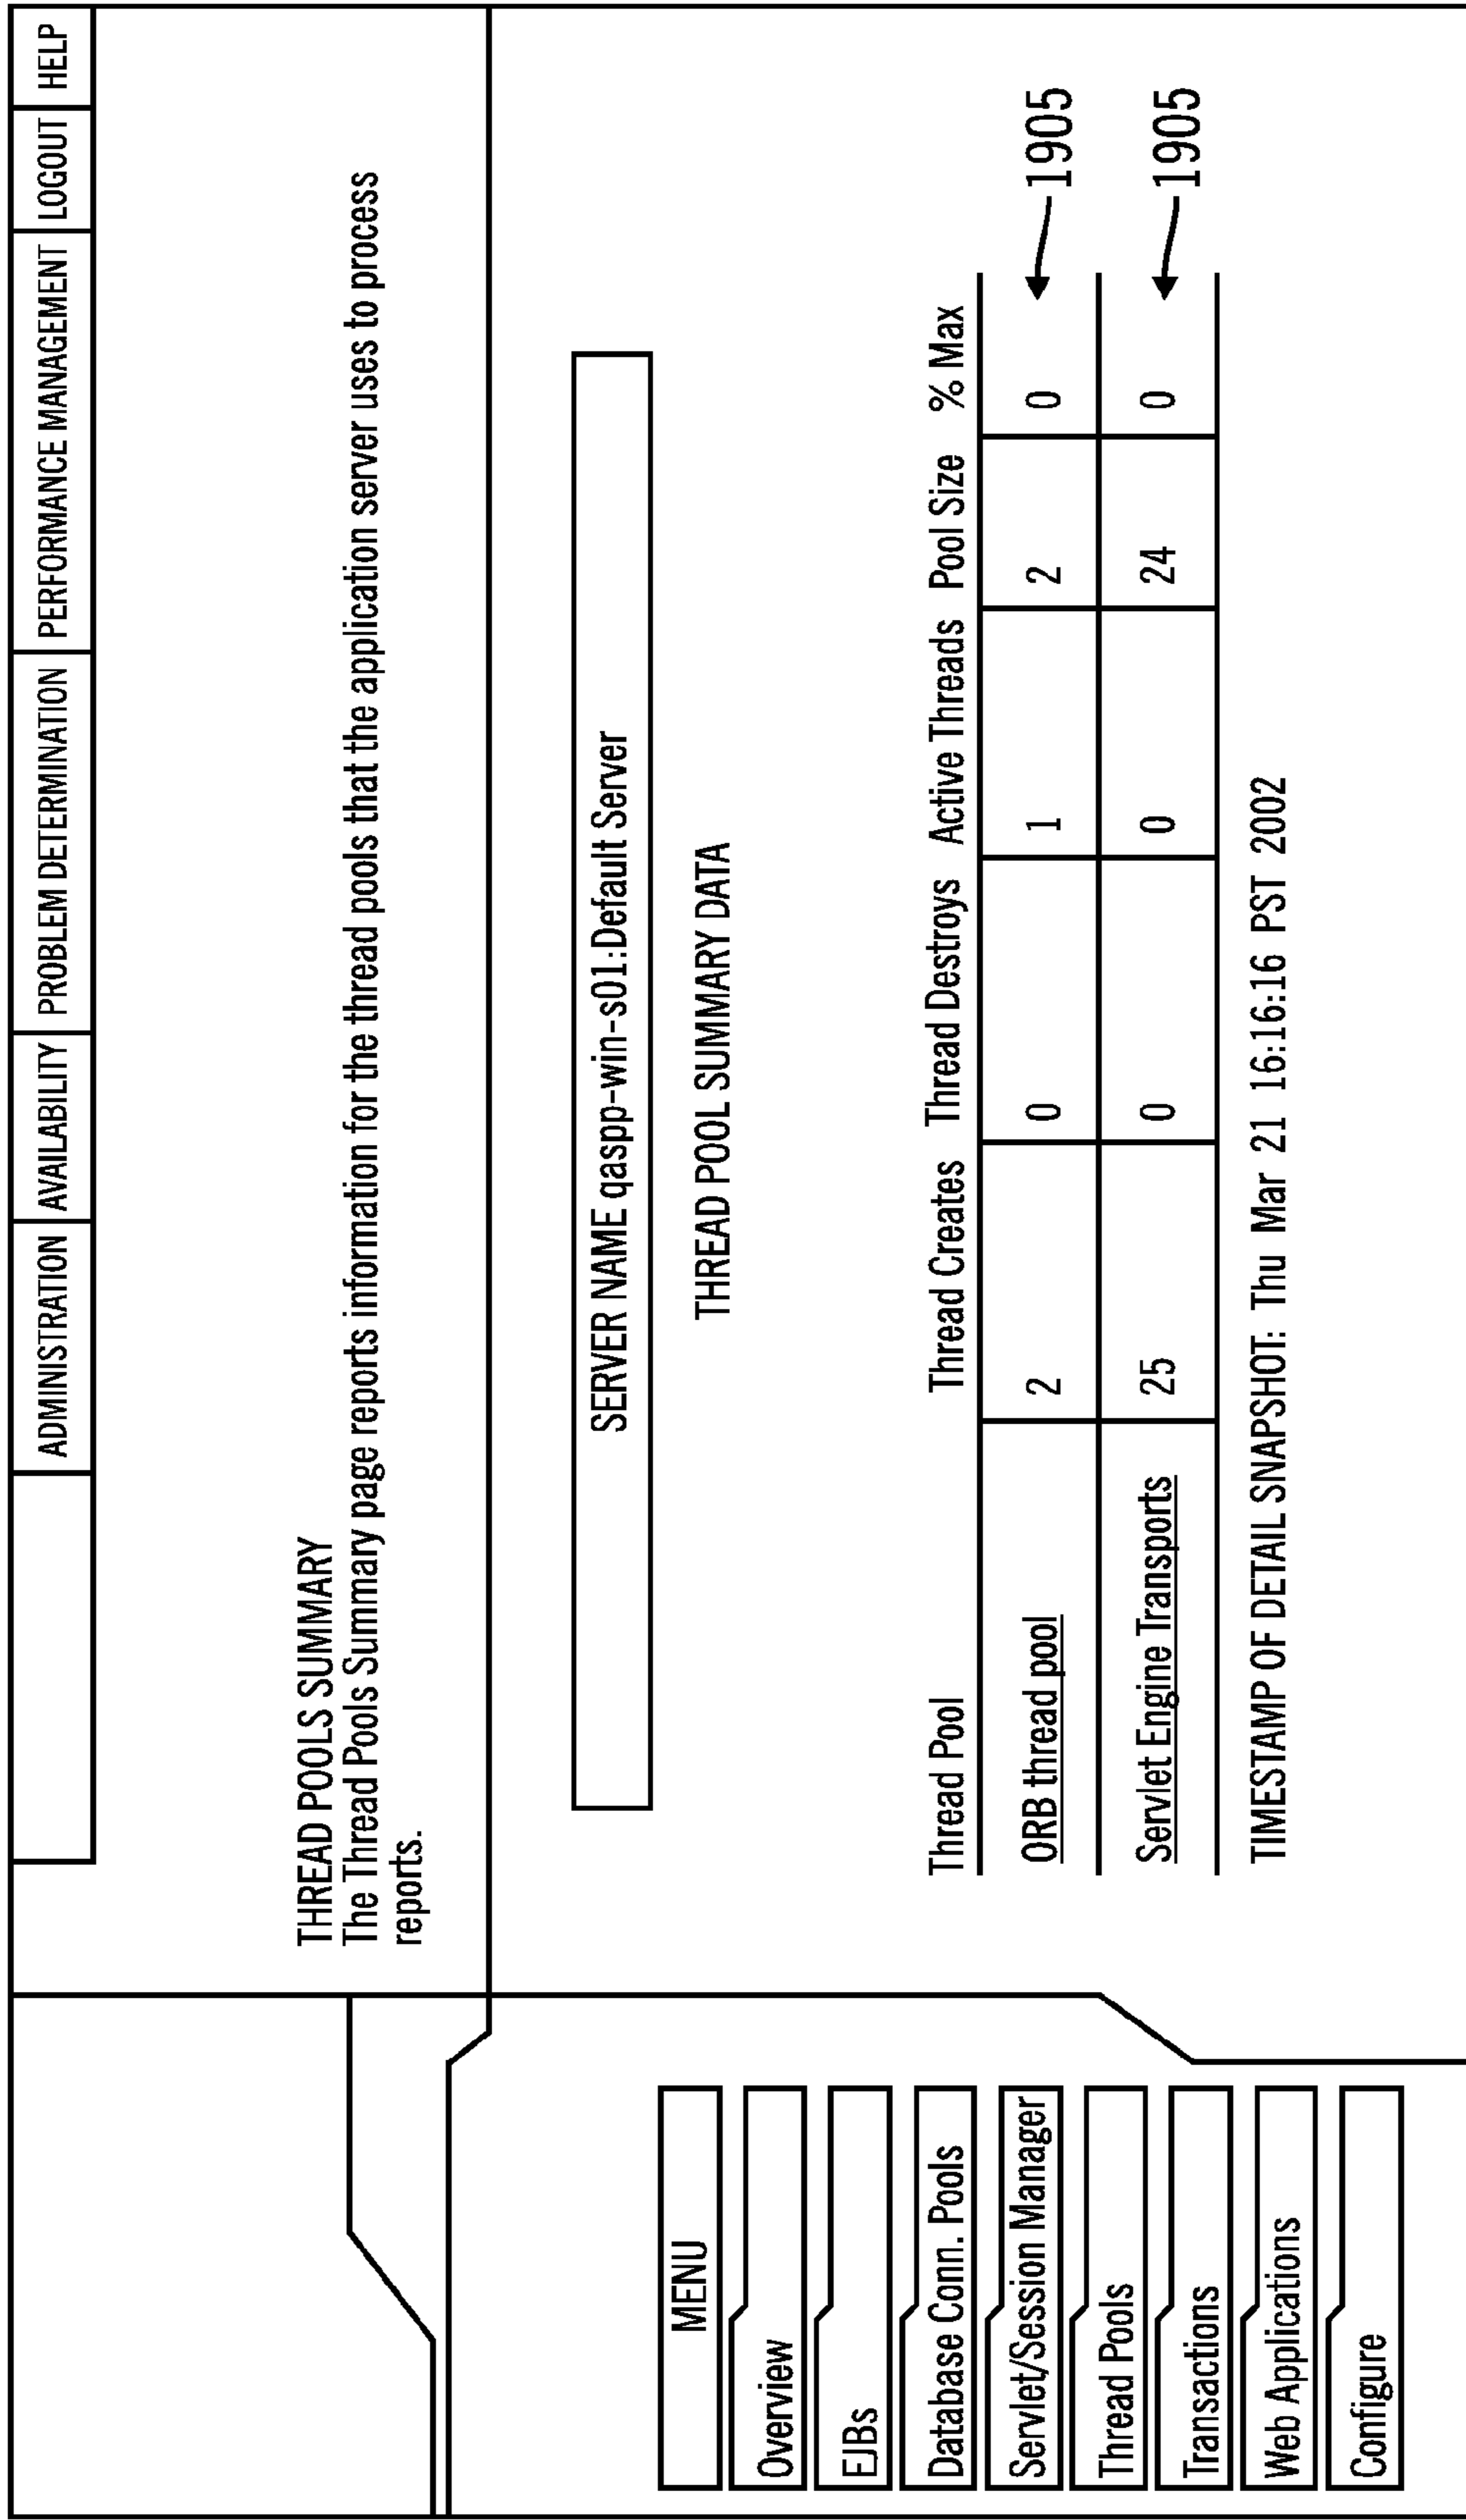 ADMINISTRATION AVAILABILITY PROBLEM DETERMINATION PERFORMANCE MANAGEMENT LOGOUT HELP
THREAD POOLS SUMMARY
The Thread Pools Summary page reports information for the thread pools that the application server uses to process
reports.
MENU
Overview
EJBs
Database Conn. Pools
Servlet/Session Manager
Thread Pools
Transactions
Web Applications
Configure
SERVER NAME qaspp-win-s01:Default Server
THREAD POOL SUMMARY DATA
Thread Pool Thread Creates Thread Destroys Active Threads Pool Size % Max
ORB thread pool 2 0 1 2 0 1905
Servlet Engine Transports 25 0 0 24 0 1905
TIMESTAMP OF DETAIL SNAPSHOT: Thu Mar 21 16:16:16 PST 2002